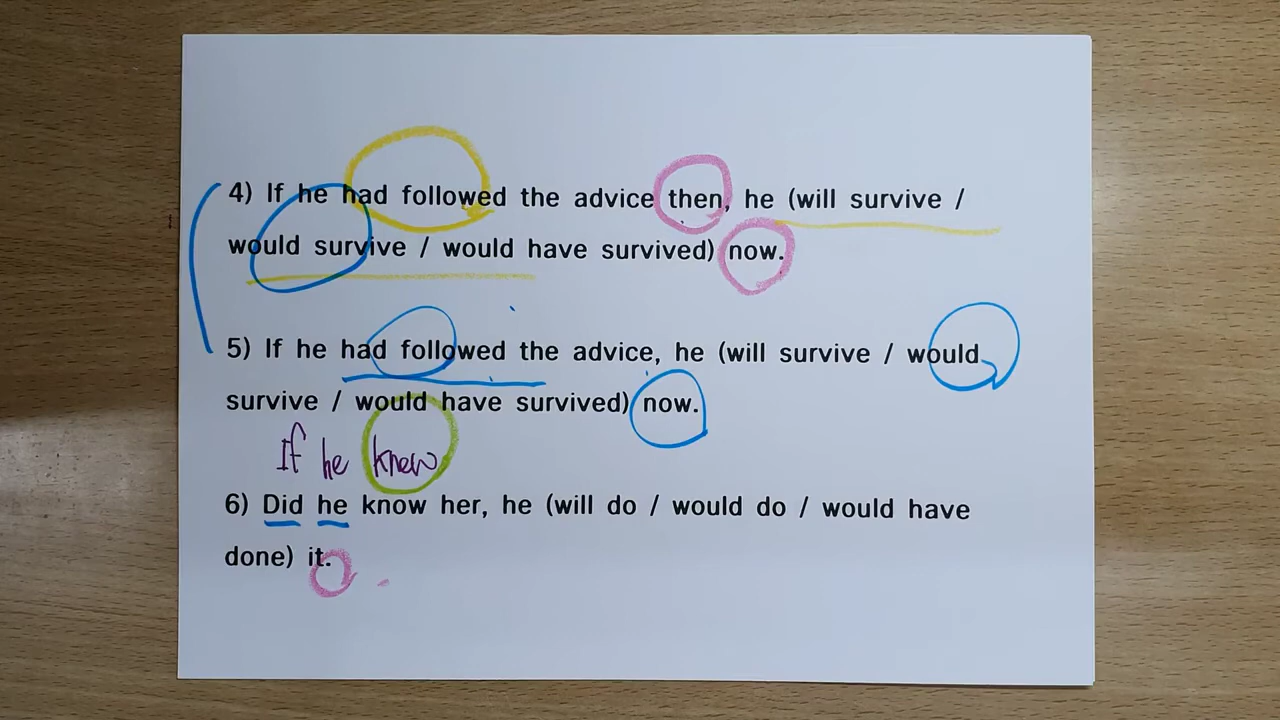 4) If he had followed the advice then, he (will survive /
would survive / would have survived) now.
5) If he had followed the advice, he (will survive / would
survive / would have survived) now.
If he knew
6) Did he know her, he (will do / would do / would have
done) it.